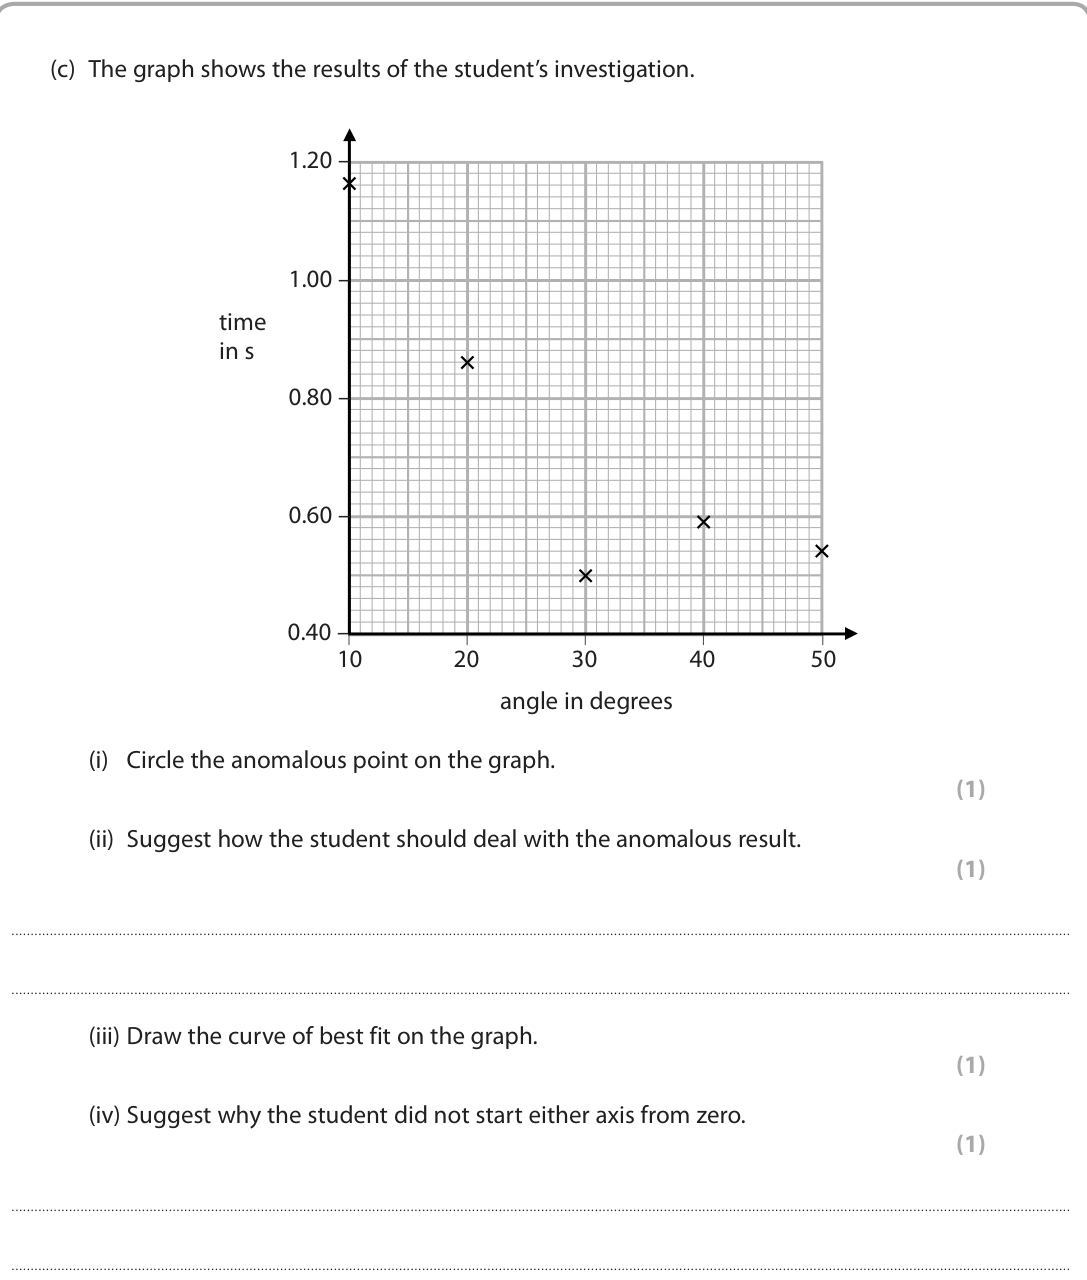 (c) The graph shows the results of the student’s investigation.
1.20
1.00
time
in s
0.80
0.60
0.40
10 20 30 40 50
angle in degrees
(i) Circle the anomalous point on the graph.
(1)
(ii) Suggest how the student should deal with the anomalous result.
(1)
(iii) Draw the curve of best fit on the graph.
(1)
(iv) Suggest why the student did not start either axis from zero.
(1)